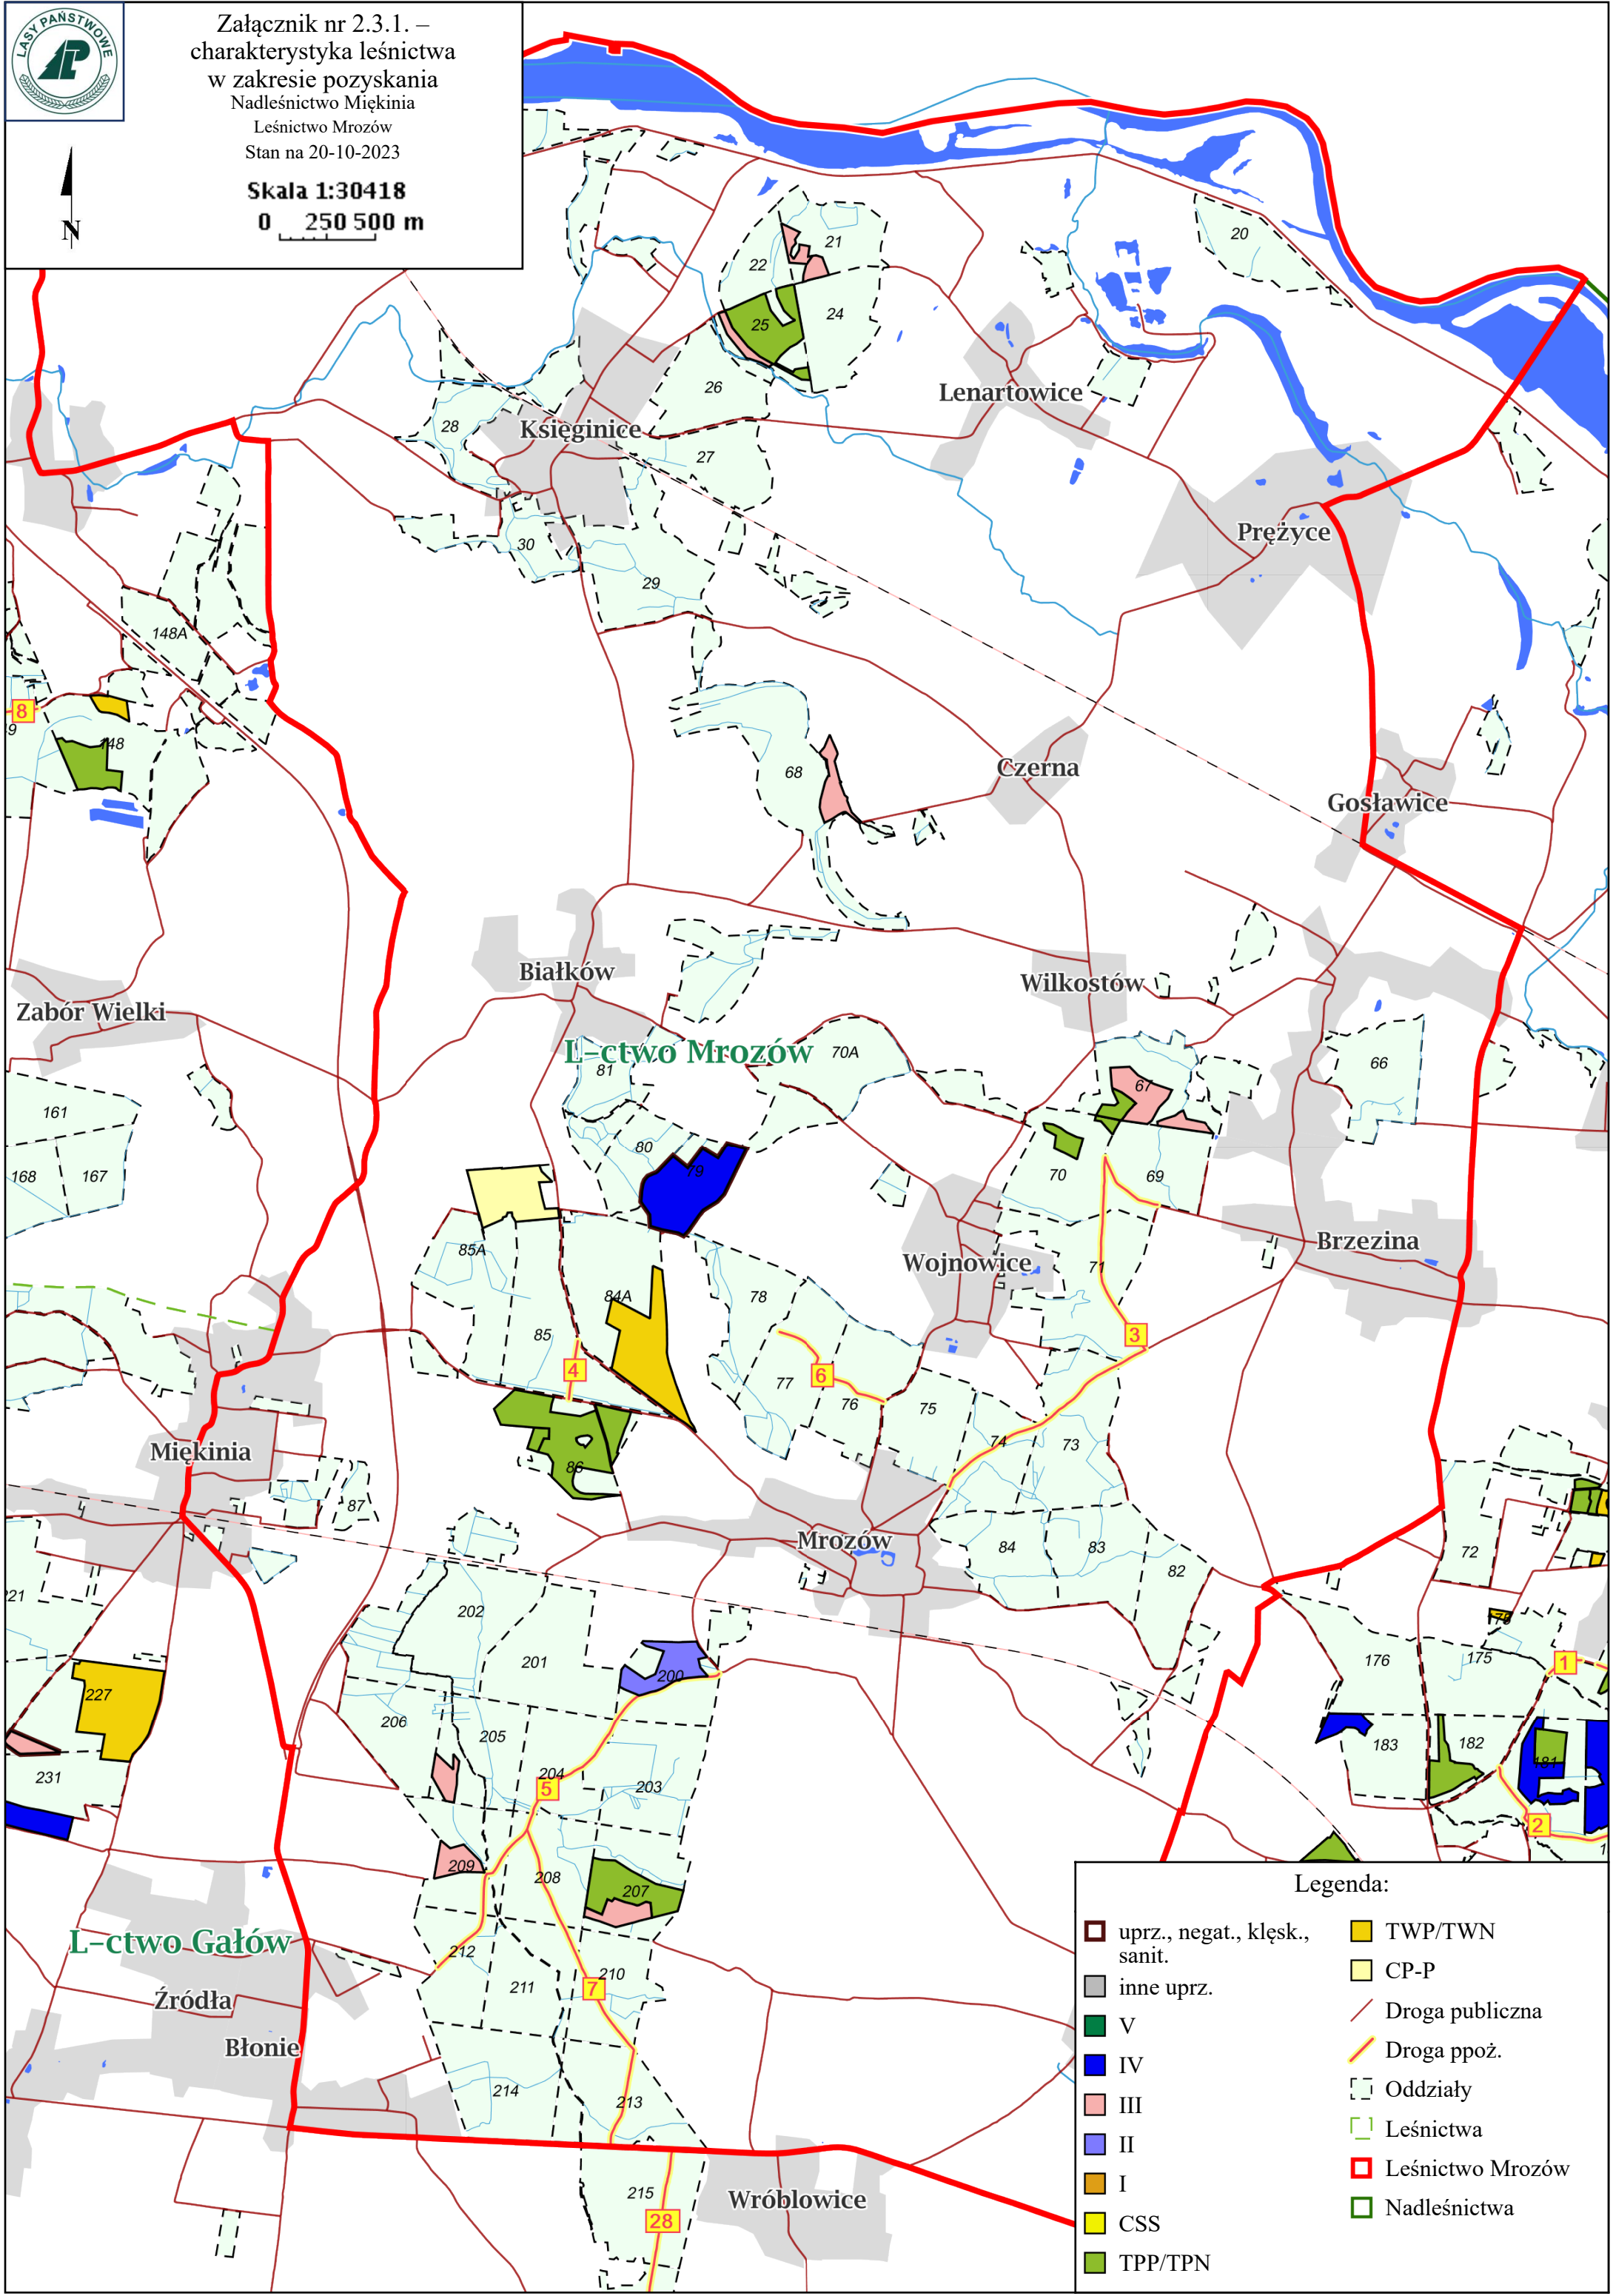 LASY PAŃSTWOWE
Załącznik nr 2.3.1. –
charakterystyka leśnictwa
w zakresie pozyskania
Nadleśnictwo Miękinia
Leśnictwo Mrozów
Stan na 20-10-2023
Skala 1:30418
0 250 500 m
N
20
21
22
24
25
26
Lenartowice
28
Księginice
27
Prężyce
30
29
148A
8
9
148
68
Czerna
Gosławice
Białków
Wilkostów
Zabór Wielki
L-ctwo Mrozów
70A
66
81
67
161
80
79
168
167
70
69
85A
Wojnowice
Brzezina
71
84A
78
85
3
4
6
77
76
75
74
73
86
Miękinia
87
Mrozów
84
83
82
72
221
202
201
200
176
175
1
227
206
205
183
182
181
231
204
203
5
2
209
208
207
L-ctwo Gałów
212
211
210
7
Źródła
Błonie
214
213
215
Wróblowice
28
Legenda:
uprz., negat., klęsk.,
sanit.
inne uprz.
V
IV
III
II
I
CSS
TPP/TPN
TWP/TWN
CP-P
Droga publiczna
Droga ppoż.
Oddziały
Leśnictwa
Leśnictwo Mrozów
Nadleśnictwa